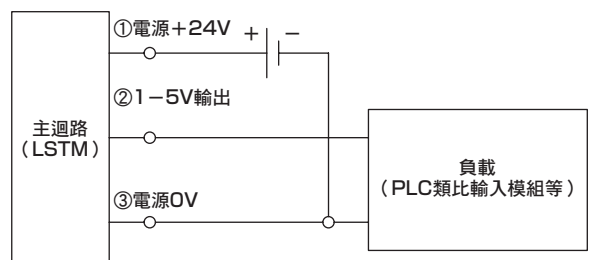 ①電源+24V
+ −
②1−5V輸出
主迴路
(LSTM)
負載
(PLC類比輸入模組等)
③電源0V